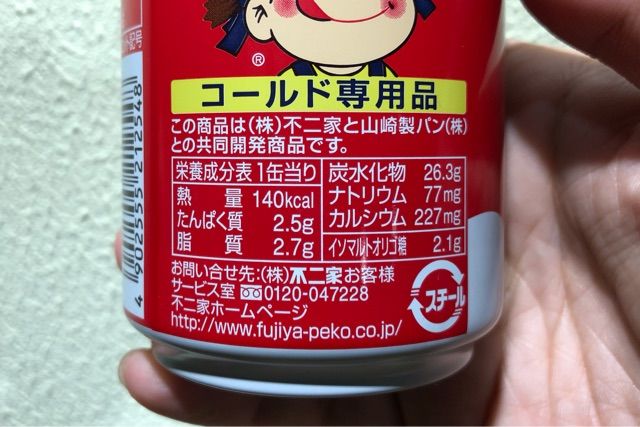 ®
コールド専用品
この商品は(株)不二家と山崎製パン(株)
との共同開発商品です。
栄養成分表1缶当り
熱量 140kcal
たんぱく質 2.5g
脂質 2.7g
炭水化物 26.3g
ナトリウム 77mg
カルシウム 227mg
イソマルトオリゴ糖 2.1g
お問い合せ先:(株)不二家お客様
サービス室 0120-047228
不二家ホームページ
http://www.fujiya-peko.co.jp/
スチール
4 902555 212548